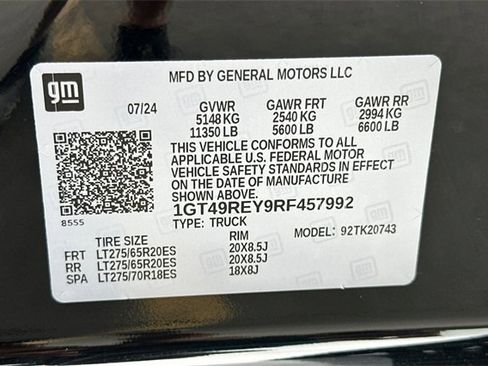 gm
MFD BY GENERAL MOTORS LLC
07/24 GVWR GAWR FRT GAWR RR
5148 KG 2540 KG 2994 KG
11350 LB 5600 LB 6600 LB
THIS VEHICLE CONFORMS TO ALL
APPLICABLE U.S. FEDERAL MOTOR
VEHICLE SAFETY STANDARDS IN EFFECT
ON THE DATE OF MANUFACTURE
SHOWN ABOVE.
1GT49REY9RF457992
8555 TYPE: TRUCK MODEL: 92TK20743
TIRE SIZE RIM
FRT LT275/65R20ES 20X8.5J
RR LT275/65R20ES 20X8.5J
SPA LT275/70R18ES 18X8J